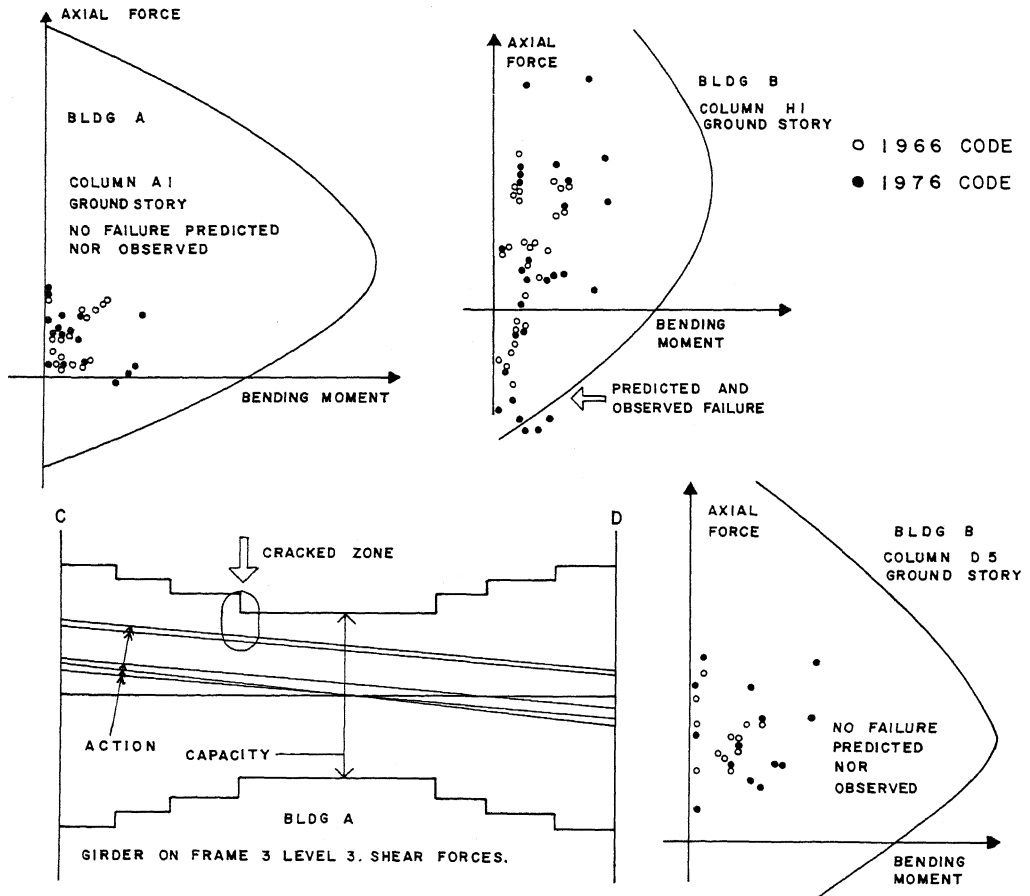 AXIAL FORCE
BLDG A
COLUMN A1
GROUND STORY
NO FAILURE PREDICTED
NOR OBSERVED
BENDING MOMENT
AXIAL
FORCE
BLDG B
COLUMN H1
GROUND STORY
BENDING
MOMENT
PREDICTED AND
OBSERVED FAILURE
1966 CODE
1976 CODE
C
D
CRACKED ZONE
ACTION
CAPACITY
BLDG A
GIRDER ON FRAME 3 LEVEL 3. SHEAR FORCES.
AXIAL
FORCE
BLDG B
COLUMN D5
GROUND STORY
NO FAILURE
PREDICTED
NOR
OBSERVED
BENDING
MOMENT